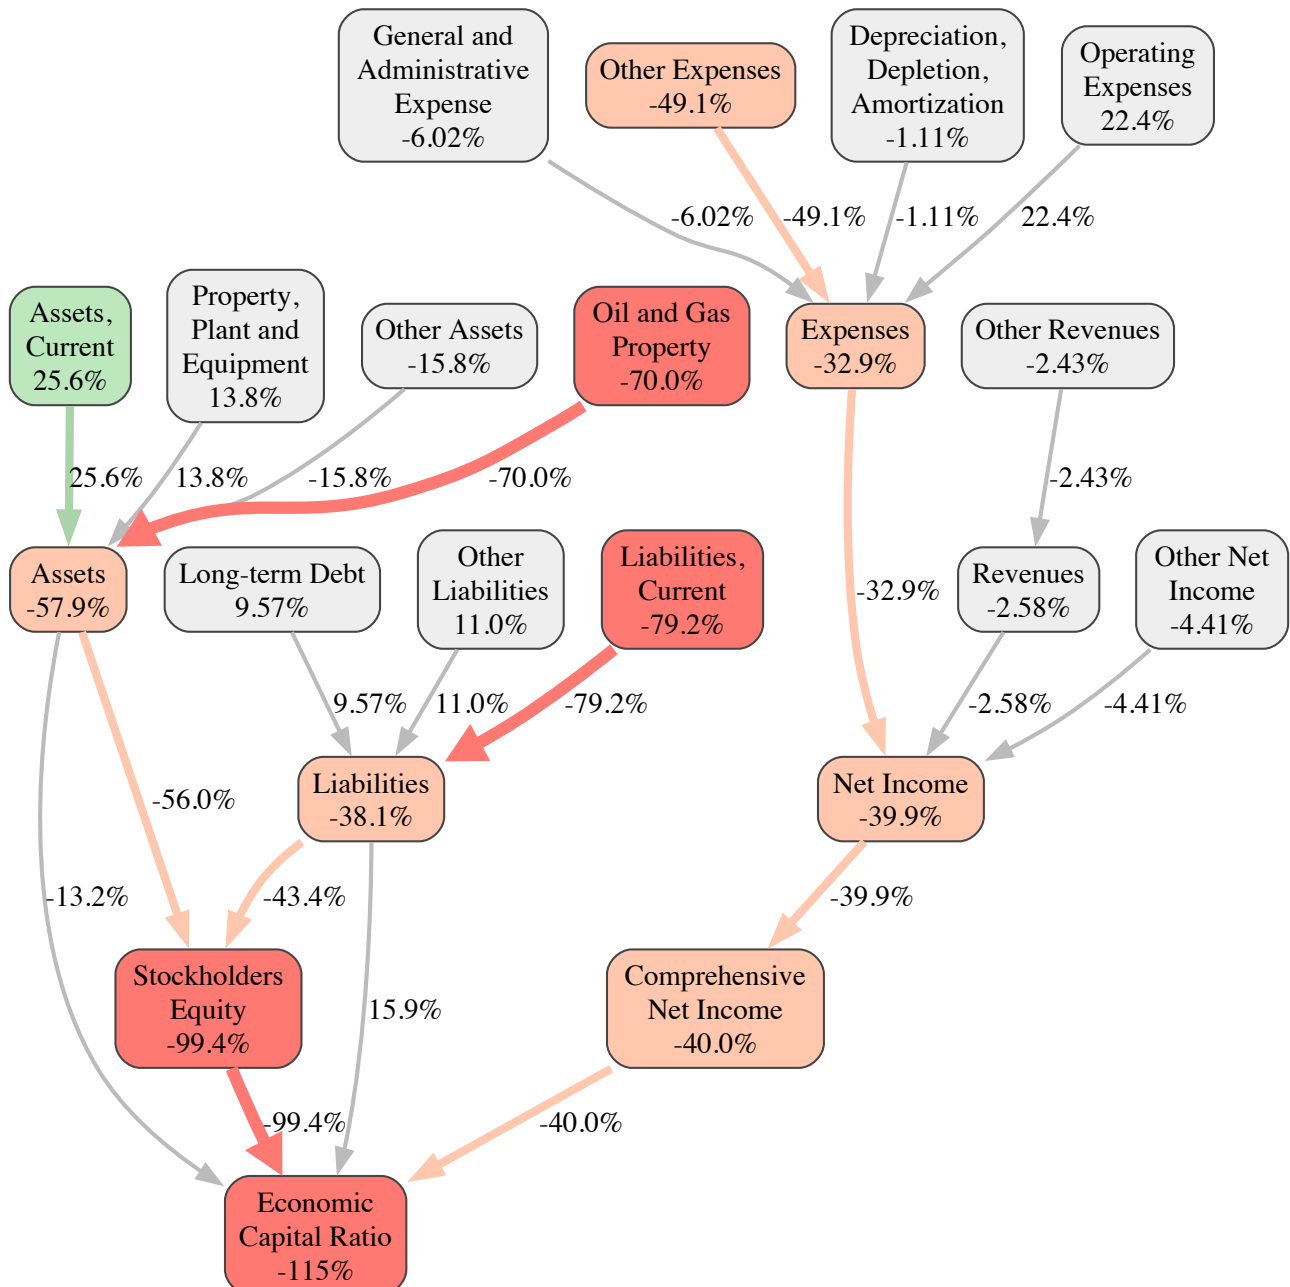 General and
Administrative
Expense
-6.02%
Other Expenses
-49.1%
Depreciation,
Depletion,
Amortization
-1.11%
Operating
Expenses
22.4%
-6.02%
-49.1%
-1.11%
22.4%
Assets,
Current
25.6%
Property,
Plant and
Equipment
13.8%
Other Assets
-15.8%
Oil and Gas
Property
-70.0%
Expenses
-32.9%
Other Revenues
-2.43%
25.6%
13.8%
-15.8%
-70.0%
-2.43%
Assets
-57.9%
Long-term Debt
9.57%
Other
Liabilities
11.0%
Liabilities,
Current
-79.2%
-32.9%
Revenues
-2.58%
Other Net
Income
-4.41%
9.57%
11.0%
-79.2%
-2.58%
-4.41%
-56.0%
Liabilities
-38.1%
Net Income
-39.9%
-13.2%
-43.4%
-39.9%
Stockholders
Equity
-99.4%
15.9%
Comprehensive
Net Income
-40.0%
-99.4%
-40.0%
Economic
Capital Ratio
-115%